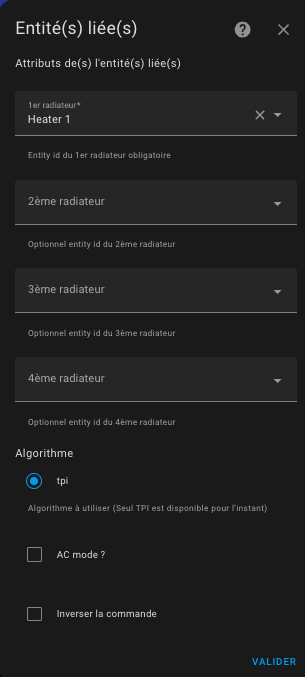 Entité(s) liée(s)
Attributs de(s) l'entité(s) liée(s)
1er radiateur*
Heater 1
Entity id du 1er radiateur obligatoire
2ème radiateur
Optionnel entity id du 2ème radiateur
3ème radiateur
Optionnel entity id du 3ème radiateur
4ème radiateur
Optionnel entity id du 4ème radiateur
Algorithme
tpi
Algorithme à utiliser (Seul TPI est disponible pour l'instant)
AC mode ?
Inverser la commande
VALIDER